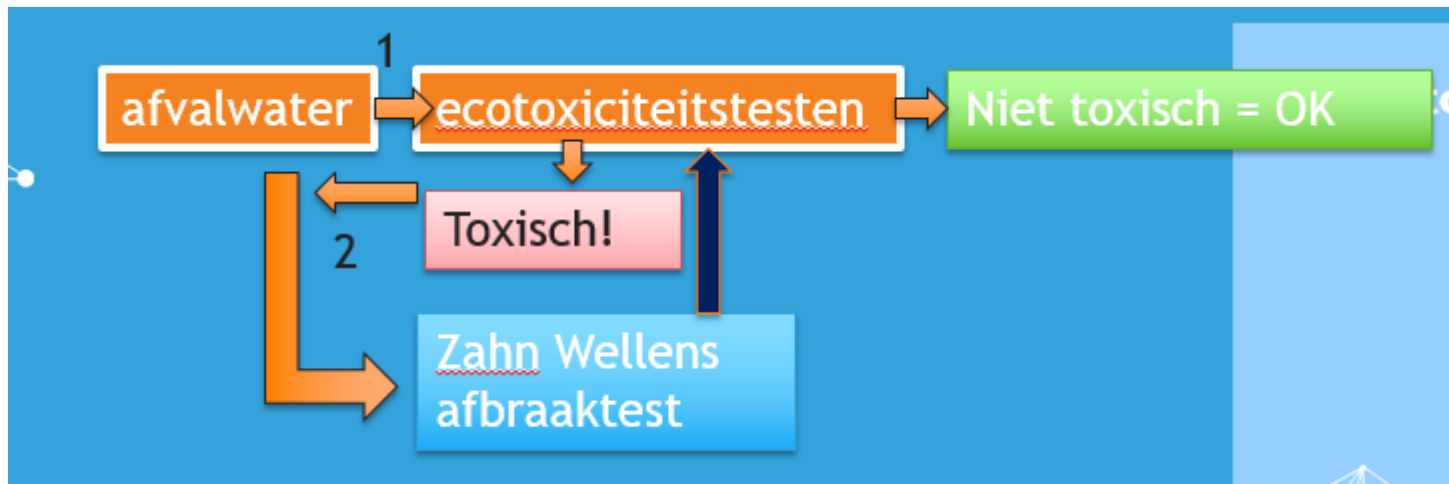 1
afvalwater
ecotoxiciteitstesten
Niet toxisch = OK
Toxisch!
2
Zahn Wellens
afbraaktest